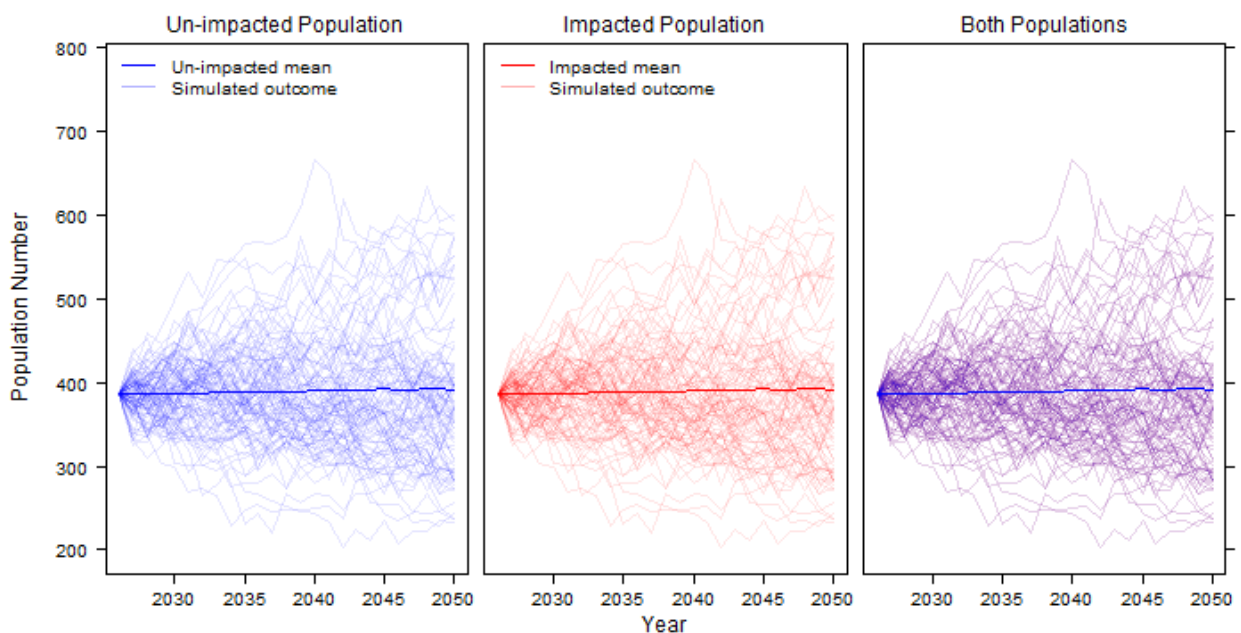 Un-impacted Population
Impacted Population
Both Populations
Un-impacted mean
Simulated outcome
Impacted mean
Simulated outcome
Population Number
800
700
600
500
400
300
200
2030 2035 2040 2045 2050
2030 2035 2040 2045 2050
2030 2035 2040 2045 2050
Year